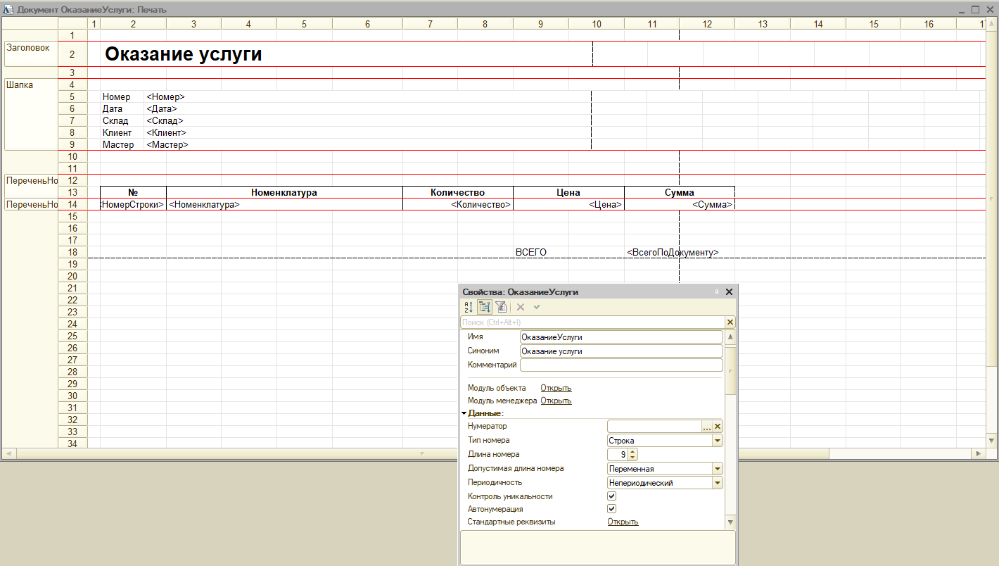 Документ ОказаниеУслуги: Печать
1 2 3 4 5 6 7 8 9 10 11 12 13 14 15 16 17
1
Заголовок 2 Оказание услуги
3
Шапка 4
5 Номер <Номер>
6 Дата <Дата>
7 Склад <Склад>
8 Клиент <Клиент>
9 Мастер <Мастер>
10
11
ПереченьНо 12
13 № Номенклатура Количество Цена Сумма
ПереченьНо 14 <НомерСтроки> <Номенклатура> <Количество> <Цена> <Сумма>
15
16
17
18 ВСЕГО <ВсегоПоДокументу>
19
20
21
22
23
24
25
26
27
28
29
30
31
32
33
34
Свойства: ОказаниеУслуги
Поиск (Ctrl+Alt+I)
Имя ОказаниеУслуги
Синоним Оказание услуги
Комментарий
Модуль объекта Открыть
Модуль менеджера Открыть
Данные:
Нумератор ...
Тип номера Строка
Длина номера 9
Допустимая длина номера Переменная
Периодичность Непериодический
Контроль уникальности
Автонумерация
Стандартные реквизиты Открыть